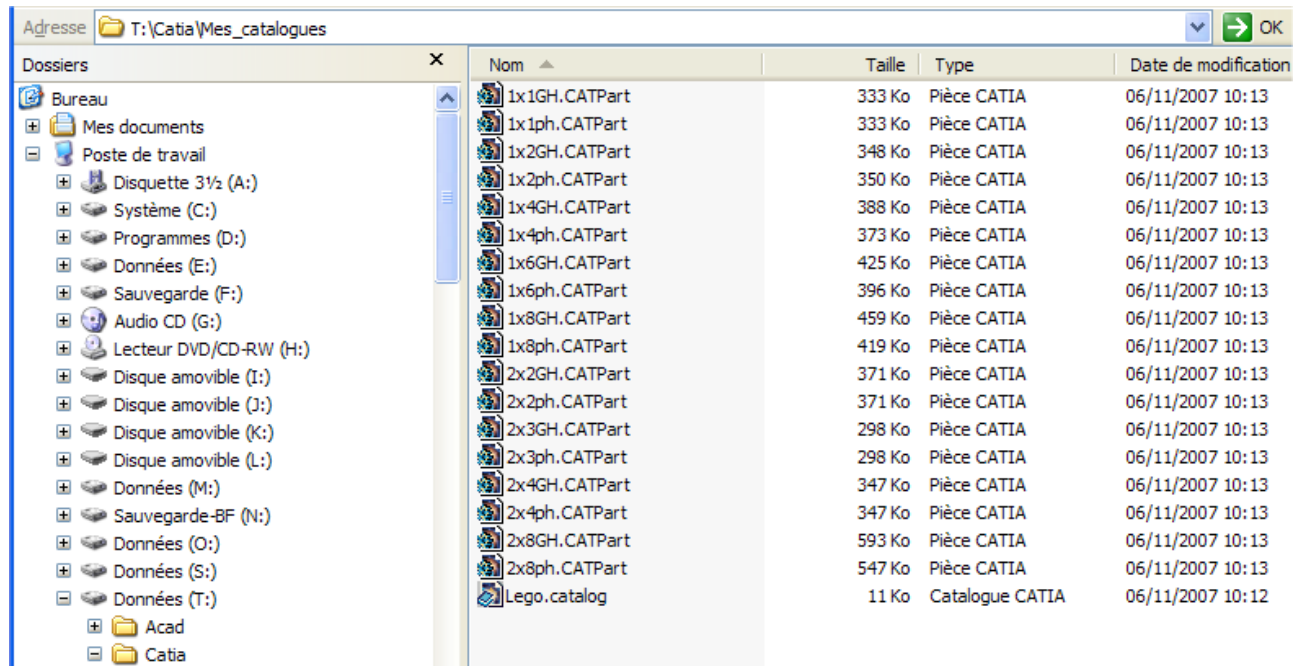 Adresse T:\Catia\Mes_catalogues OK
Dossiers x
Bureau
Mes documents
Poste de travail
Disquette 3½ (A:)
Système (C:)
Programmes (D:)
Données (E:)
Sauvegarde (F:)
Audio CD (G:)
Lecteur DVD/CD-RW (H:)
Disque amovible (I:)
Disque amovible (J:)
Disque amovible (K:)
Disque amovible (L:)
Données (M:)
Sauvegarde-BF (N:)
Données (O:)
Données (S:)
Données (T:)
Acad
Catia
Nom Taille Type Date de modification
1x1GH.CATPart 333 Ko Pièce CATIA 06/11/2007 10:13
1x1ph.CATPart 333 Ko Pièce CATIA 06/11/2007 10:13
1x2GH.CATPart 348 Ko Pièce CATIA 06/11/2007 10:13
1x2ph.CATPart 350 Ko Pièce CATIA 06/11/2007 10:13
1x4GH.CATPart 388 Ko Pièce CATIA 06/11/2007 10:13
1x4ph.CATPart 373 Ko Pièce CATIA 06/11/2007 10:13
1x6GH.CATPart 425 Ko Pièce CATIA 06/11/2007 10:13
1x6ph.CATPart 396 Ko Pièce CATIA 06/11/2007 10:13
1x8GH.CATPart 459 Ko Pièce CATIA 06/11/2007 10:13
1x8ph.CATPart 419 Ko Pièce CATIA 06/11/2007 10:13
2x2GH.CATPart 371 Ko Pièce CATIA 06/11/2007 10:13
2x2ph.CATPart 371 Ko Pièce CATIA 06/11/2007 10:13
2x3GH.CATPart 298 Ko Pièce CATIA 06/11/2007 10:13
2x3ph.CATPart 298 Ko Pièce CATIA 06/11/2007 10:13
2x4GH.CATPart 347 Ko Pièce CATIA 06/11/2007 10:13
2x4ph.CATPart 347 Ko Pièce CATIA 06/11/2007 10:13
2x8GH.CATPart 593 Ko Pièce CATIA 06/11/2007 10:13
2x8ph.CATPart 547 Ko Pièce CATIA 06/11/2007 10:13
Lego.catalog 11 Ko Catalogue CATIA 06/11/2007 10:12